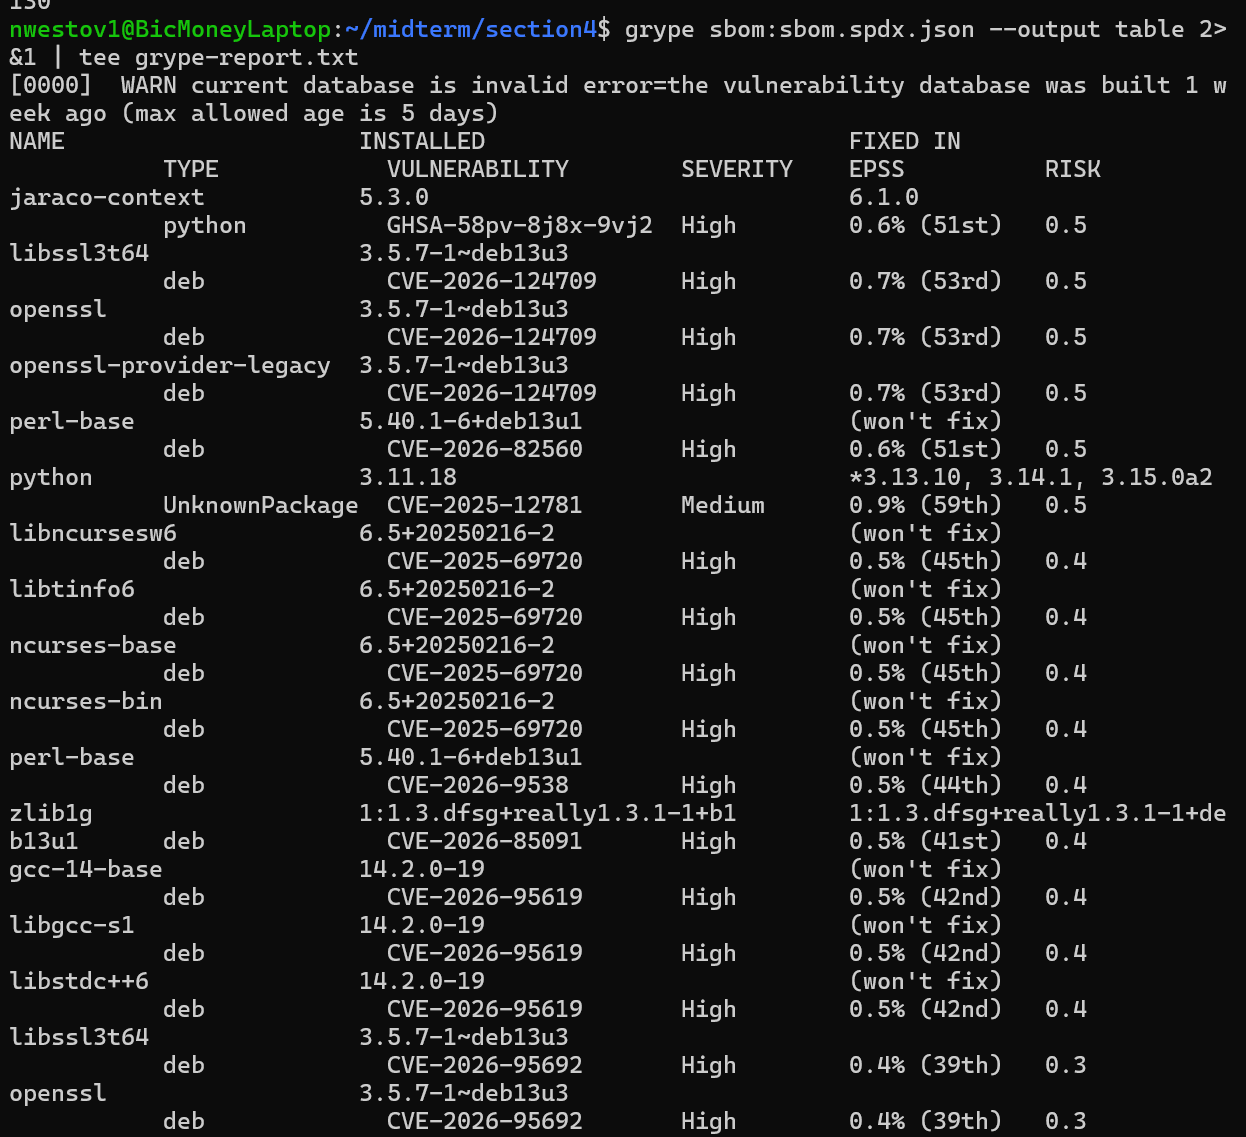 130
nwestov1@BicMoneyLaptop:~/midterm/section4$ grype sbom:sbom.spdx.json --output table 2>
&1 | tee grype-report.txt
[0000]  WARN current database is invalid error=the vulnerability database was built 1 w
eek ago (max allowed age is 5 days)
NAME                     INSTALLED                          FIXED IN
           TYPE            VULNERABILITY        SEVERITY    EPSS          RISK
jaraco-context           5.3.0                              6.1.0
           python          GHSA-58pv-8j8x-9vj2  High        0.6% (51st)   0.5
libssl3t64               3.5.7-1~deb13u3
           deb             CVE-2026-124709      High        0.7% (53rd)   0.5
openssl                  3.5.7-1~deb13u3
           deb             CVE-2026-124709      High        0.7% (53rd)   0.5
openssl-provider-legacy  3.5.7-1~deb13u3
           deb             CVE-2026-124709      High        0.7% (53rd)   0.5
perl-base                5.40.1-6+deb13u1                   (won't fix)
           deb             CVE-2026-82560       High        0.6% (51st)   0.5
python                   3.11.18                            *3.13.10, 3.14.1, 3.15.0a2
           UnknownPackage  CVE-2025-12781       Medium      0.9% (59th)   0.5
libncursesw6             6.5+20250216-2                     (won't fix)
           deb             CVE-2025-69720       High        0.5% (45th)   0.4
libtinfo6                6.5+20250216-2                     (won't fix)
           deb             CVE-2025-69720       High        0.5% (45th)   0.4
ncurses-base             6.5+20250216-2                     (won't fix)
           deb             CVE-2025-69720       High        0.5% (45th)   0.4
ncurses-bin              6.5+20250216-2                     (won't fix)
           deb             CVE-2025-69720       High        0.5% (45th)   0.4
perl-base                5.40.1-6+deb13u1                   (won't fix)
           deb             CVE-2026-9538        High        0.5% (44th)   0.4
zlib1g                   1:1.3.dfsg+really1.3.1-1+b1        1:1.3.dfsg+really1.3.1-1+de
b13u1      deb             CVE-2026-85091       High        0.5% (41st)   0.4
gcc-14-base              14.2.0-19                          (won't fix)
           deb             CVE-2026-95619       High        0.5% (42nd)   0.4
libgcc-s1                14.2.0-19                          (won't fix)
           deb             CVE-2026-95619       High        0.5% (42nd)   0.4
libstdc++6               14.2.0-19                          (won't fix)
           deb             CVE-2026-95619       High        0.5% (42nd)   0.4
libssl3t64               3.5.7-1~deb13u3
           deb             CVE-2026-95692       High        0.4% (39th)   0.3
openssl                  3.5.7-1~deb13u3
           deb             CVE-2026-95692       High        0.4% (39th)   0.3